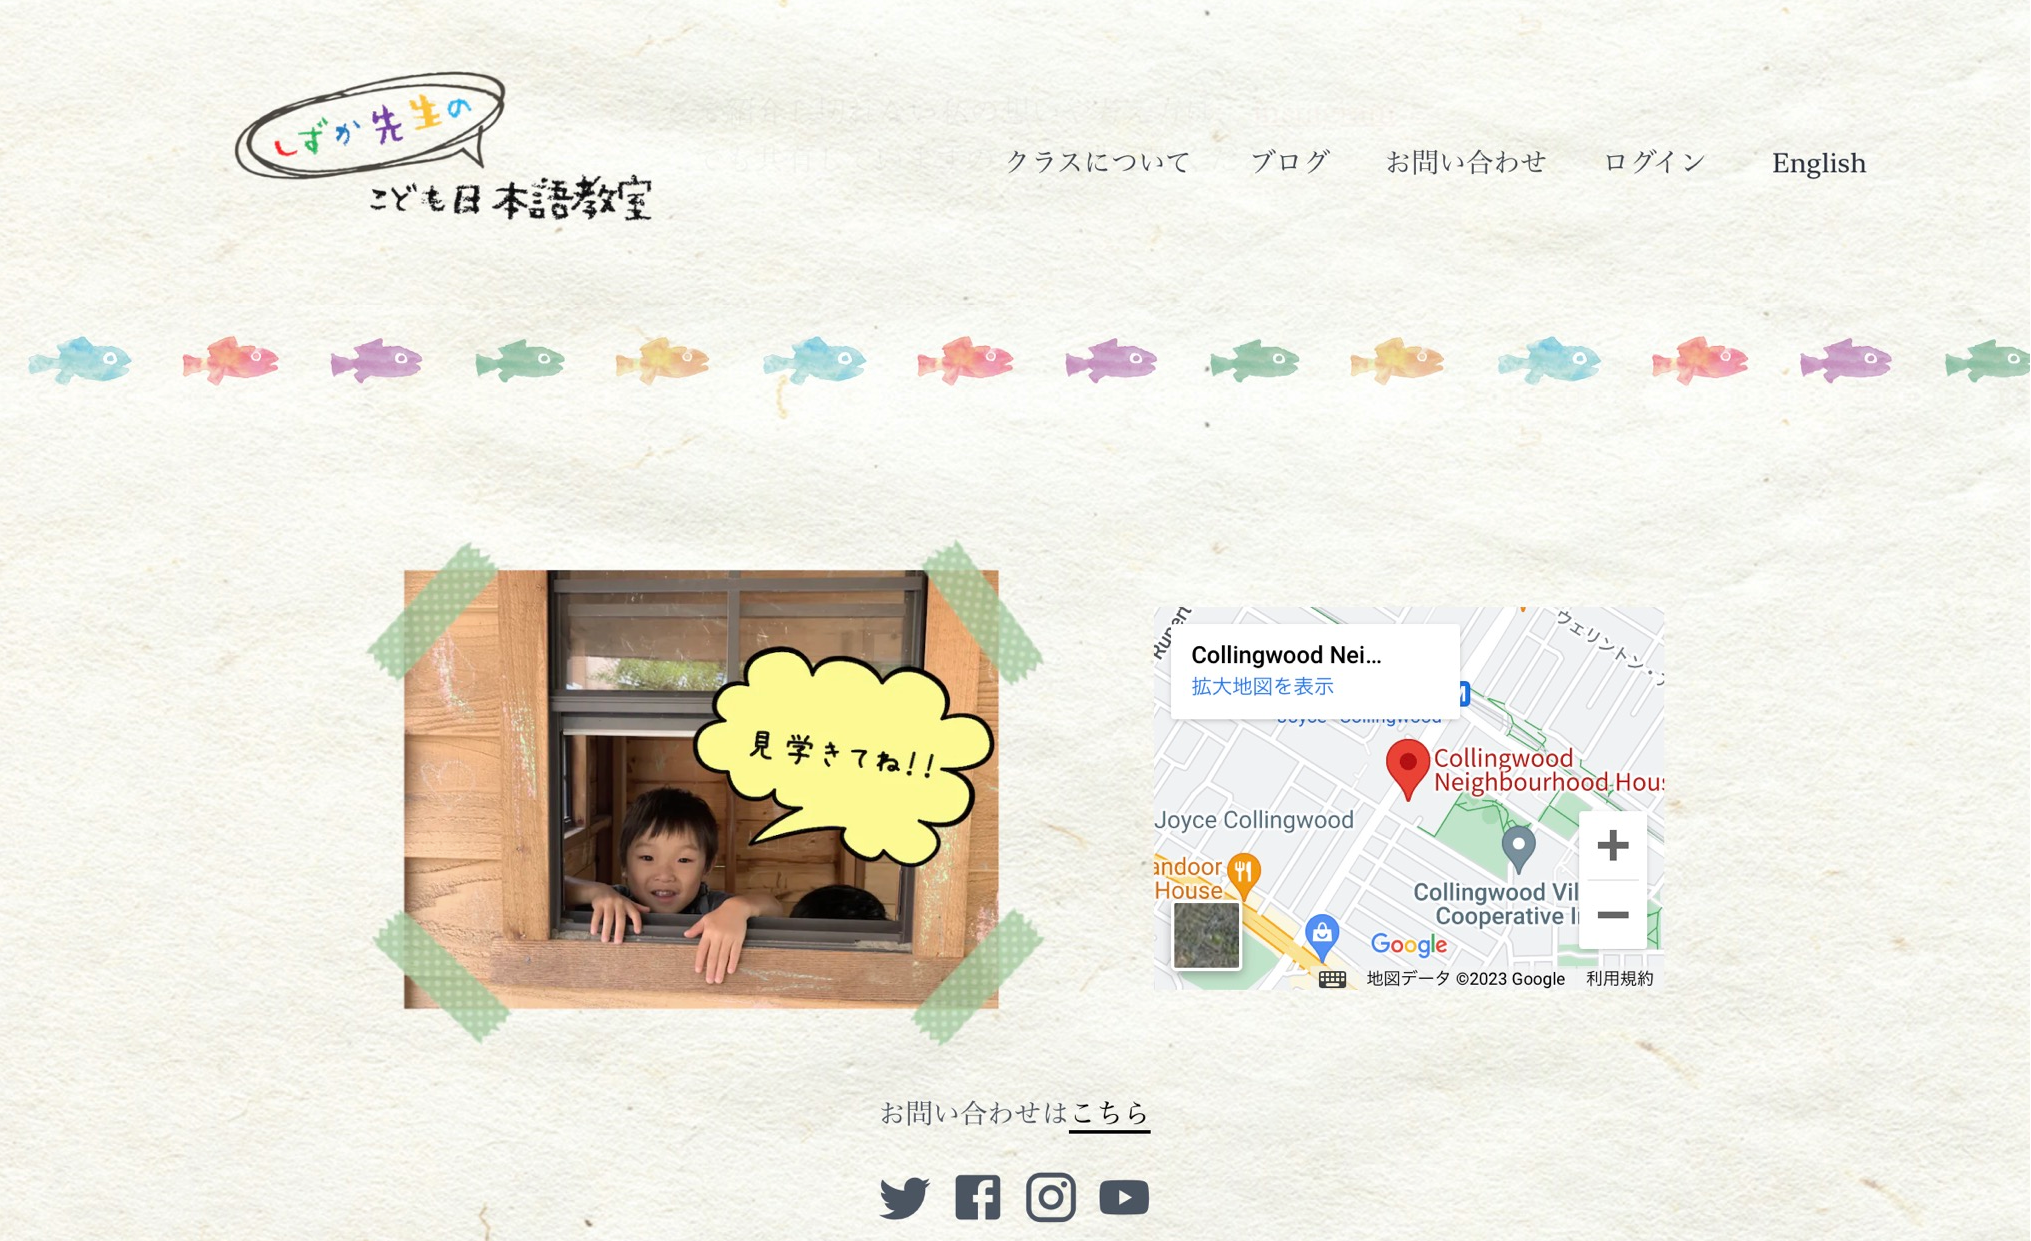 しずか先生の
こども日本語教室
クラスについて
ブログ
お問い合わせ
ログイン
English
見学きてね!!
Rupert
ウェリントン・
Collingwood Nei...
拡大地図を表示
Joyce–Collingwood
Collingwood
Neighbourhood Hous
Joyce Collingwood
andoor
House
Collingwood Vil
Cooperative I
Google
地図データ ©2023 Google
利用規約
お問い合わせはこちら